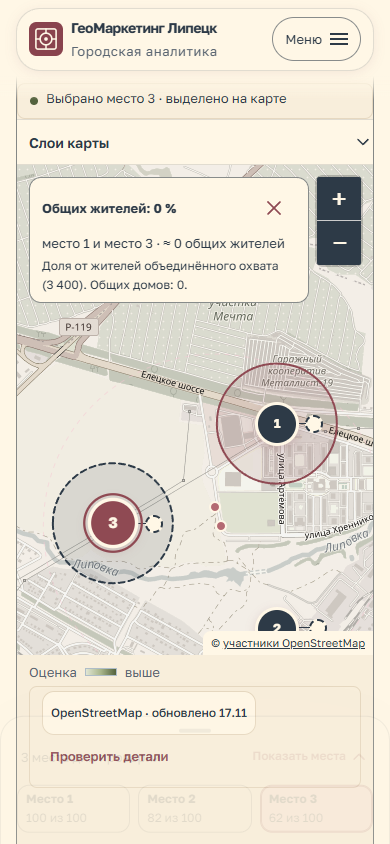 ГеоМаркетинг Липецк
Городская аналитика
Меню
Выбрано место 3 · выделено на карте
Слои карты
Общих жителей: 0 %
место 1 и место 3 · ≈ 0 общих жителей
Доля от жителей объединённого охвата
(3 400). Общих домов: 0.
+
−
участки
Мечта
Р-119
Гаражный
кооператив
Металлист-19
Елецкое шоссе
1
Елецкое ш
улица Артёмова
3
улица Хренников
Липовка
Липовка
2
© участники OpenStreetMap
Оценка
выше
OpenStreetMap · обновлено 17.11
Проверить детали
Показать места
Место 1
100 из 100
Место 2
82 из 100
Место 3
62 из 100